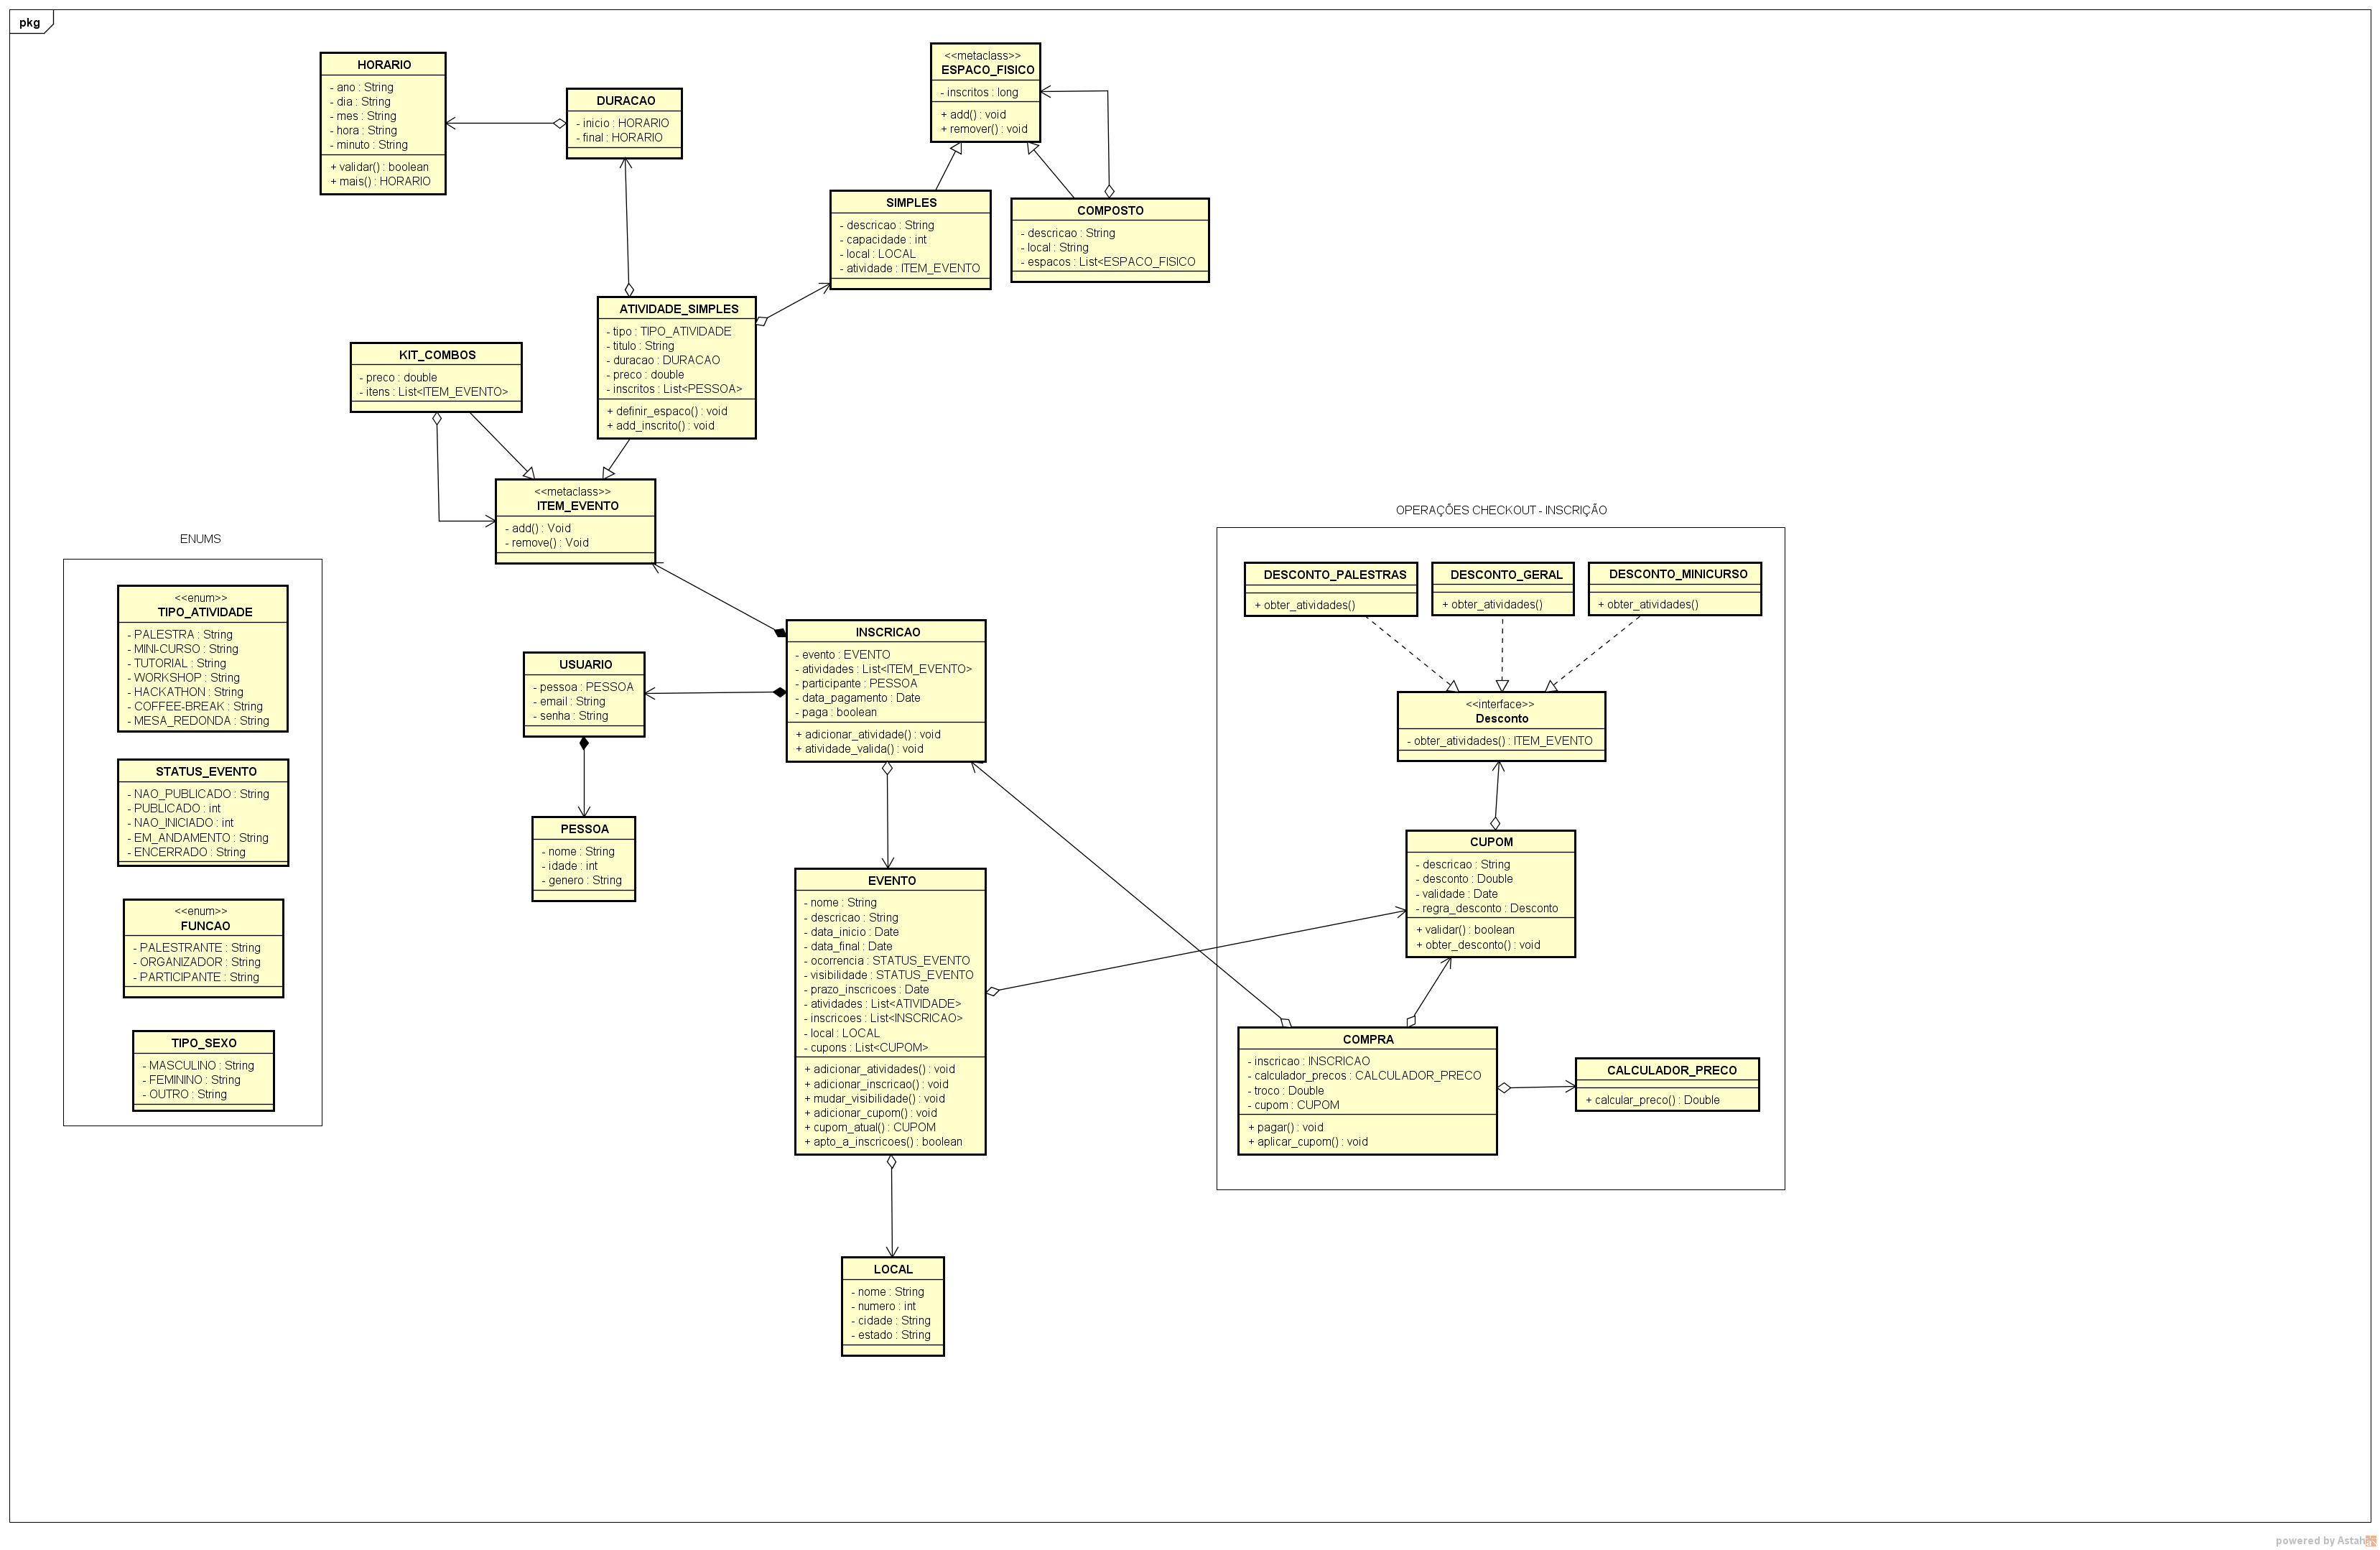 pkg
HORARIO
- ano : String
- dia : String
- mes : String
- hora : String
- minuto : String
+ validar() : boolean
+ mais() : HORARIO
DURACAO
- inicio : HORARIO
- final : HORARIO
<<metaclass>>
ESPACO_FISICO
- inscritos : long
+ add() : void
+ remover() : void
SIMPLES
- descricao : String
- capacidade : int
- local : LOCAL
- atividade : ITEM_EVENTO
COMPOSTO
- descricao : String
- local : String
- espacos : List<ESPACO_FISICO
ATIVIDADE_SIMPLES
- tipo : TIPO_ATIVIDADE
- titulo : String
- duracao : DURACAO
- preco : double
- inscritos : List<PESSOA>
+ definir_espaco() : void
+ add_inscrito() : void
KIT_COMBOS
- preco : double
- itens : List<ITEM_EVENTO>
<<metaclass>>
ITEM_EVENTO
- add() : Void
- remove() : Void
ENUMS
<<enum>>
TIPO_ATIVIDADE
- PALESTRA : String
- MINI-CURSO : String
- TUTORIAL : String
- WORKSHOP : String
- HACKATHON : String
- COFFEE-BREAK : String
- MESA_REDONDA : String
STATUS_EVENTO
- NAO_PUBLICADO : String
- PUBLICADO : int
- NAO_INICIADO : int
- EM_ANDAMENTO : String
- ENCERRADO : String
<<enum>>
FUNCAO
- PALESTRANTE : String
- ORGANIZADOR : String
- PARTICIPANTE : String
TIPO_SEXO
- MASCULINO : String
- FEMININO : String
- OUTRO : String
USUARIO
- pessoa : PESSOA
- email : String
- senha : String
PESSOA
- nome : String
- idade : int
- genero : String
INSCRICAO
- evento : EVENTO
- atividades : List<ITEM_EVENTO>
- participante : PESSOA
- data_pagamento : Date
- paga : boolean
+ adicionar_atividade() : void
+ atividade_valida() : void
EVENTO
- nome : String
- descricao : String
- data_inicio : Date
- data_final : Date
- ocorrencia : STATUS_EVENTO
- visibilidade : STATUS_EVENTO
- prazo_inscricoes : Date
- atividades : List<ATIVIDADE>
- inscricoes : List<INSCRICAO>
- local : LOCAL
- cupons : List<CUPOM>
+ adicionar_atividades() : void
+ adicionar_inscricao() : void
+ mudar_visibilidade() : void
+ adicionar_cupom() : void
+ cupom_atual() : CUPOM
+ apto_a_inscricoes() : boolean
LOCAL
- nome : String
- numero : int
- cidade : String
- estado : String
OPERAÇÕES CHECKOUT - INSCRIÇÃO
DESCONTO_PALESTRAS
+ obter_atividades()
DESCONTO_GERAL
+ obter_atividades()
DESCONTO_MINICURSO
+ obter_atividades()
<<interface>>
Desconto
- obter_atividades() : ITEM_EVENTO
CUPOM
- descricao : String
- desconto : Double
- validade : Date
- regra_desconto : Desconto
+ validar() : boolean
+ obter_desconto() : void
COMPRA
- inscricao : INSCRICAO
- calculador_precos : CALCULADOR_PRECO
- troco : Double
- cupom : CUPOM
+ pagar() : void
+ aplicar_cupom() : void
CALCULADOR_PRECO
+ calcular_preco() : Double
powered by Astah